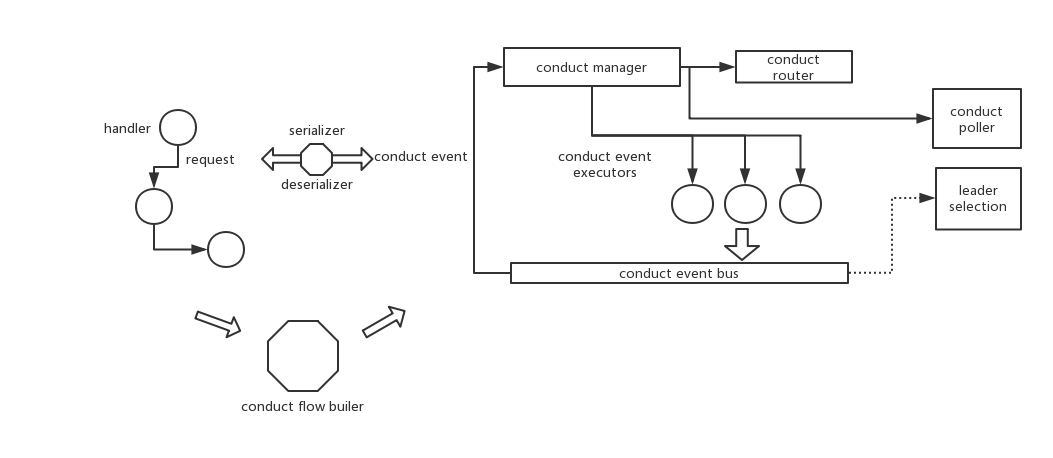 conduct manager
conduct
router
conduct
poller
handler
serializer
request
conduct event
deserializer
conduct event
executors
leader
selection
conduct event bus
conduct flow builer